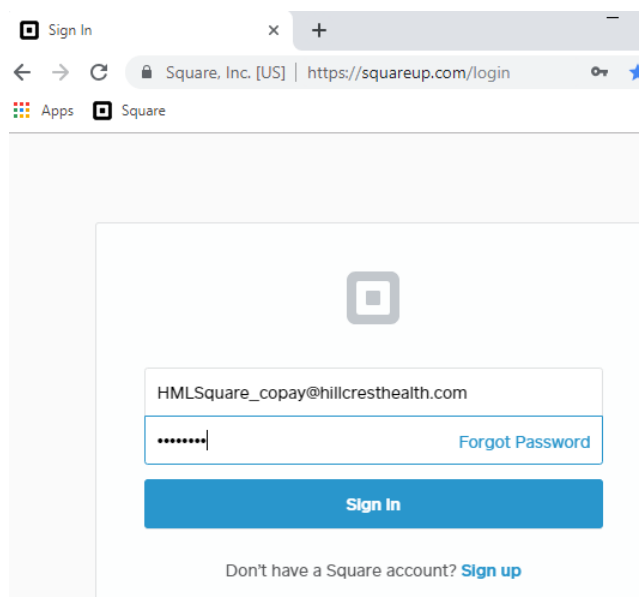 Sign In
Square, Inc. [US] | https://squareup.com/login
Apps Square
HMLSquare_copay@hillcresthealth.com
•••••••• Forgot Password
Sign In
Don't have a Square account? Sign up